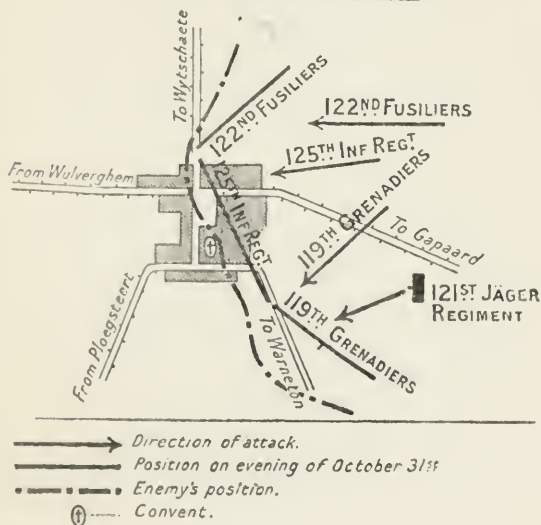 To Wytschaete
122ND FUSILIERS
122ND FUSILIERS
125TH INF REGT.
From Wulverghem
119TH GRENADIERS
125TH INF REGT
To Gapaard
121ST JÄGER
REGIMENT
119TH GRENADIERS
From Ploegsteert
To Warneton
Direction of attack.
Position on evening of October 31st
Enemy's position.
Convent.